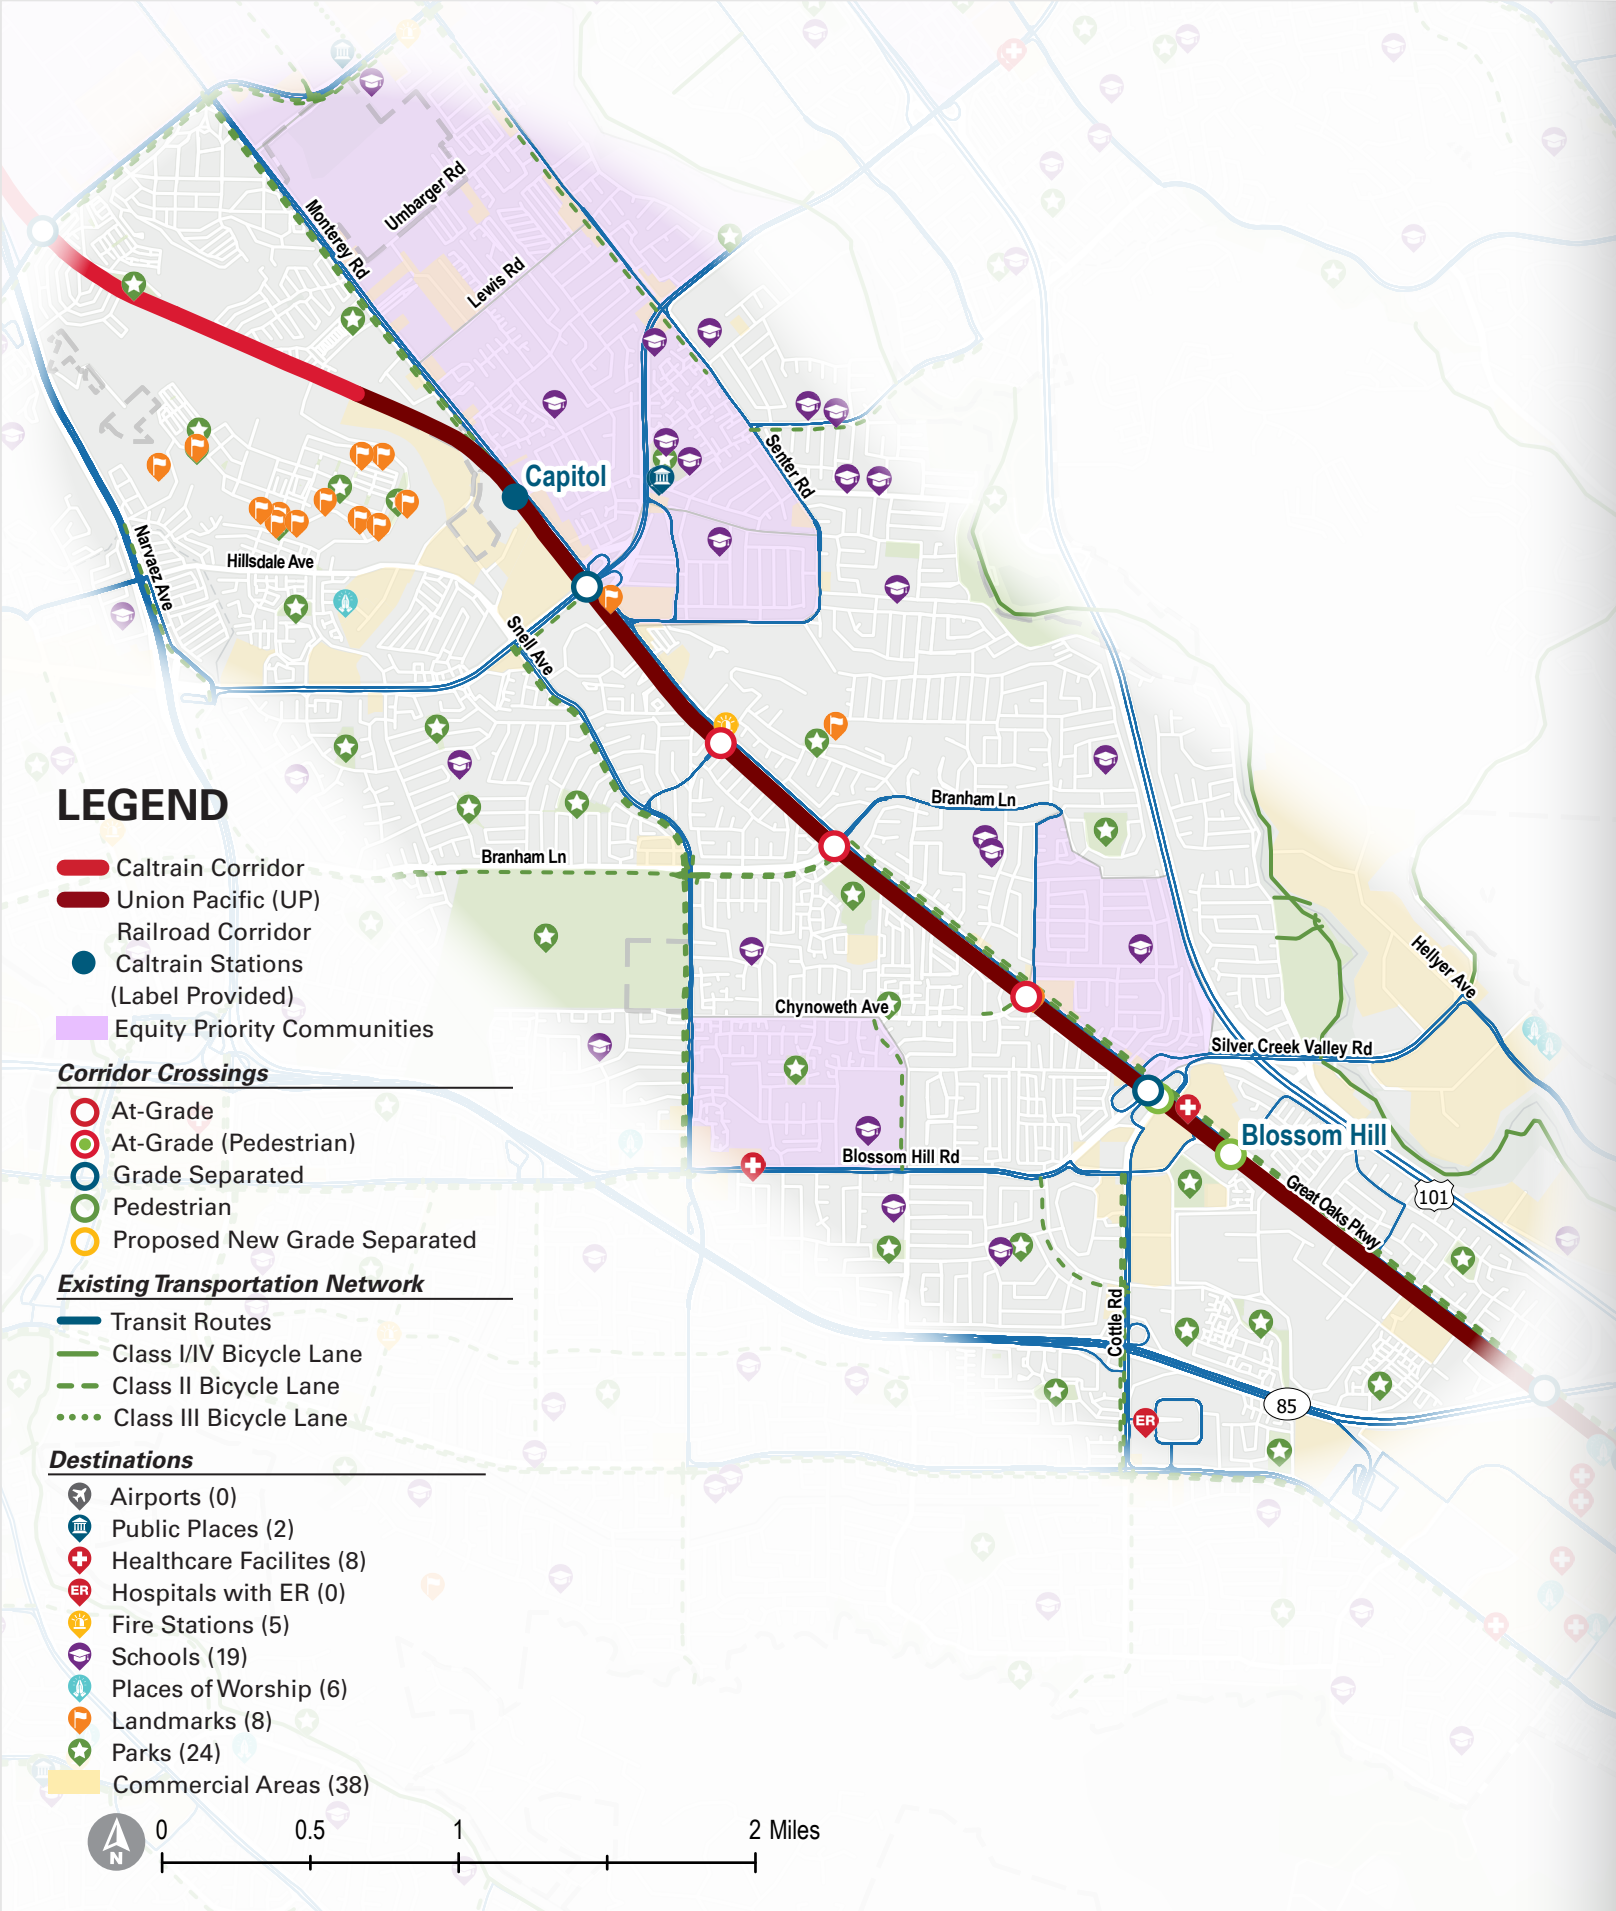 Umbarger Rd
Monterey Rd
Lewis Rd
Capitol
Senter Rd
Narvaez Ave
Hillsdale Ave
Snell Ave
Branham Ln
Branham Ln
Hellyer Ave
Chynoweth Ave
Silver Creek Valley Rd
Blossom Hill
Blossom Hill Rd
Great Oaks Pkwy
101
Cottle Rd
85
ER
LEGEND
Caltrain Corridor
Union Pacific (UP)
Railroad Corridor
Caltrain Stations
(Label Provided)
Equity Priority Communities
Corridor Crossings
At-Grade
At-Grade (Pedestrian)
Grade Separated
Pedestrian
Proposed New Grade Separated
Existing Transportation Network
Transit Routes
Class I/IV Bicycle Lane
Class II Bicycle Lane
Class III Bicycle Lane
Destinations
Airports (0)
Public Places (2)
Healthcare Facilites (8)
ER Hospitals with ER (0)
Fire Stations (5)
Schools (19)
Places of Worship (6)
Landmarks (8)
Parks (24)
Commercial Areas (38)
N
0 0.5 1 2 Miles